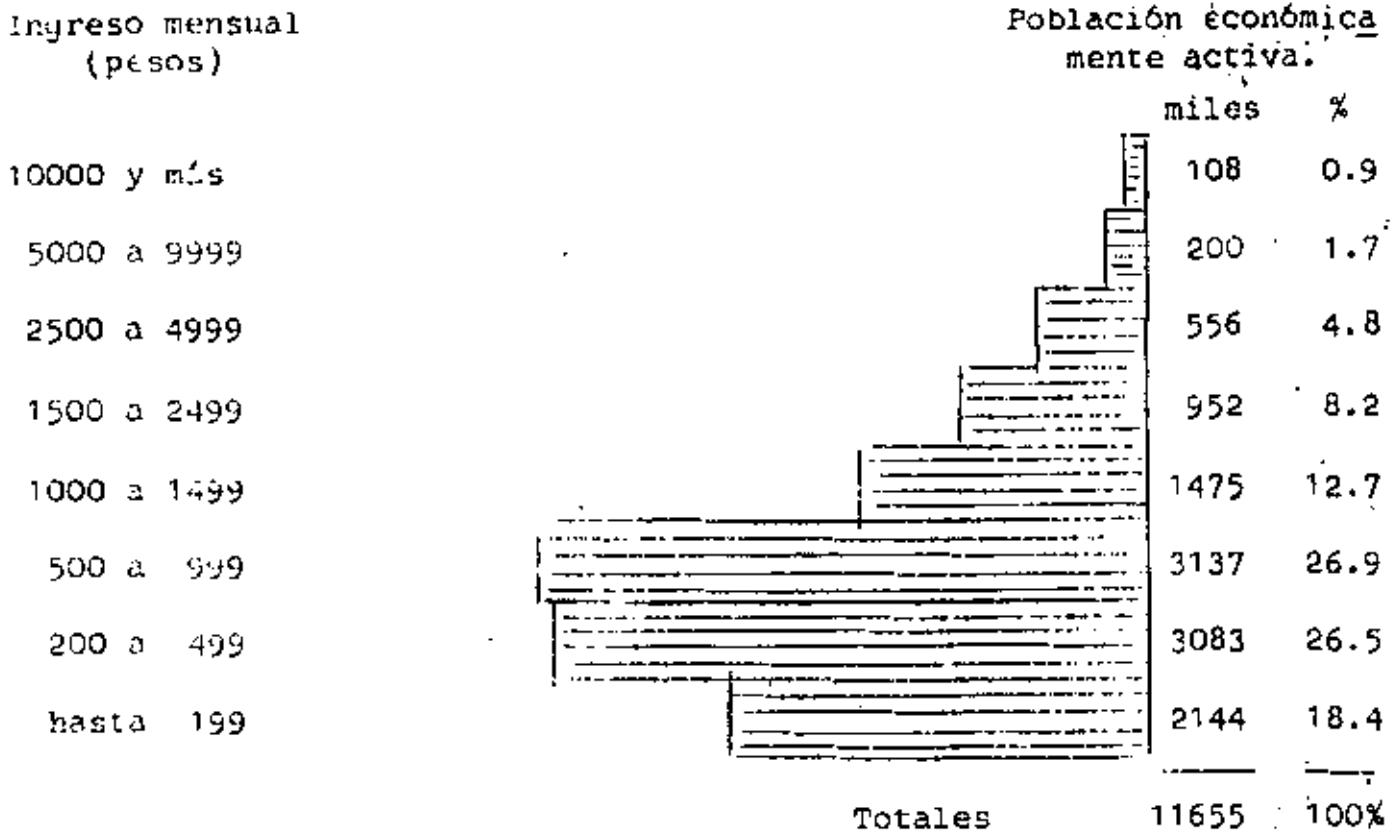 Ingreso mensual
(pesos)
Población económica
mente activa.
miles %
10000 y más 108 0.9
5000 a 9999 200 1.7
2500 a 4999 556 4.8
1500 a 2499 952 8.2
1000 a 1499 1475 12.7
500 a 999 3137 26.9
200 a 499 3083 26.5
hasta 199 2144 18.4
Totales 11655 100%